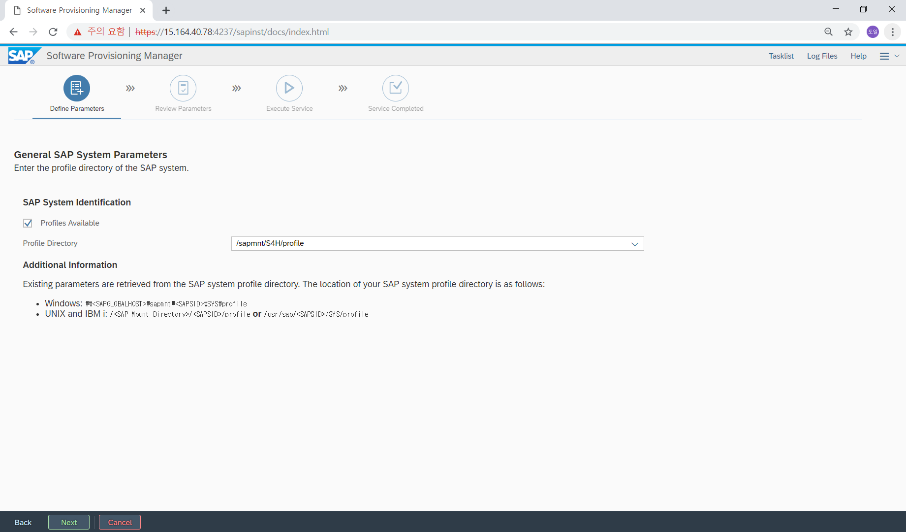 Software Provisioning Manager
주의 요함 | https://15.164.40.78:4237/sapinst/docs/index.html
SAP Software Provisioning Manager
Tasklist Log Files Help
Define Parameters Review Parameters Execute Service Service Completed
General SAP System Parameters
Enter the profile directory of the SAP system.
SAP System Identification
Profiles Available
Profile Directory /sapmnt/S4H/profile
Additional Information
Existing parameters are retrieved from the SAP system profile directory. The location of your SAP system profile directory is as follows:
Windows: ₩₩<SAPGLOBALHOST>₩sapmnt₩<SAPSID>₩SYS₩profile
UNIX and IBM i: /<SAP Mount Directory>/<SAPSID>/profile or /usr/sap/<SAPSID>/SYS/profile
Back Next Cancel